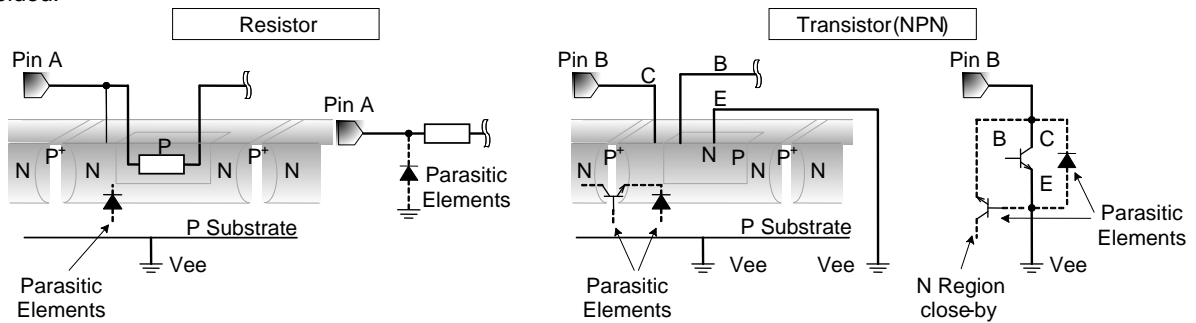 Resistor
Transistor(NPN)
Pin A
Pin B
C
B
E
Pin B
Pin A
N
P+
N
P
P+
N
N
P+
N
P
P+
N
B
C
E
Parasitic
Elements
P Substrate
Vee
Parasitic
Elements
P Substrate
Vee
Vee
Parasitic
Elements
Parasitic
Elements
N Region
close-by
Vee